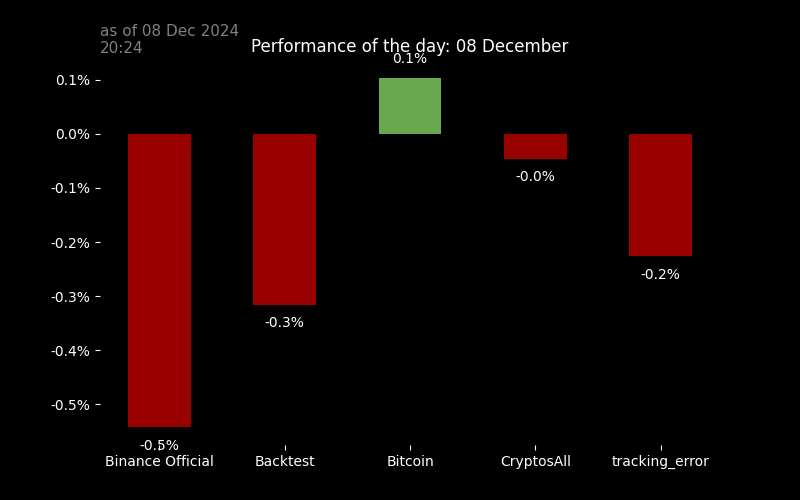 as of 08 Dec 2024
20:24
Performance of the day: 08 December
0.1%
0.1%
0.0%
-0.1%
-0.0%
-0.2%
-0.2%
-0.3%
-0.3%
-0.4%
-0.5%
-0.5%
Binance Official
Backtest
Bitcoin
CryptosAll
tracking_error